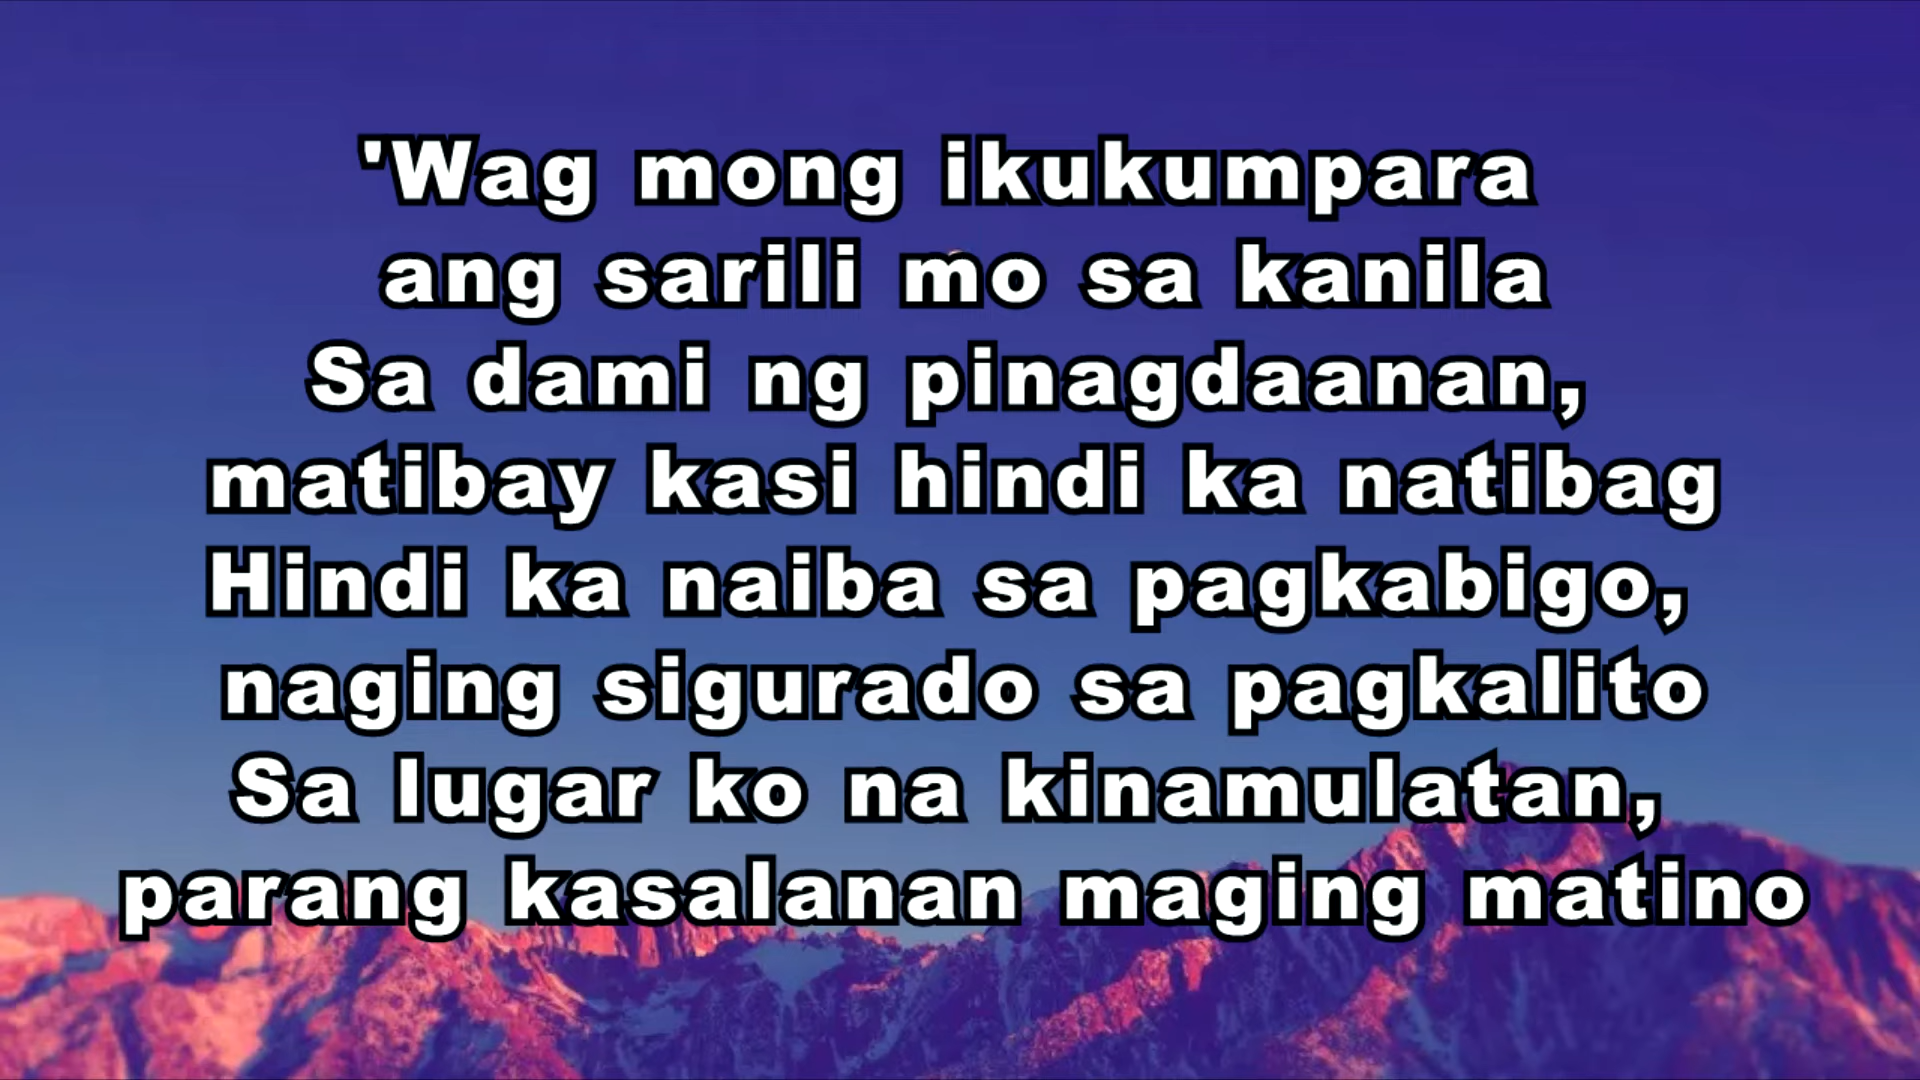 'Wag mong ikukumpara
ang sarili mo sa kanila
Sa dami ng pinagdaanan,
matibay kasi hindi ka natibag
Hindi ka naiba sa pagkabigo,
naging sigurado sa pagkalito
Sa lugar ko na kinamulatan,
parang kasalanan maging matino